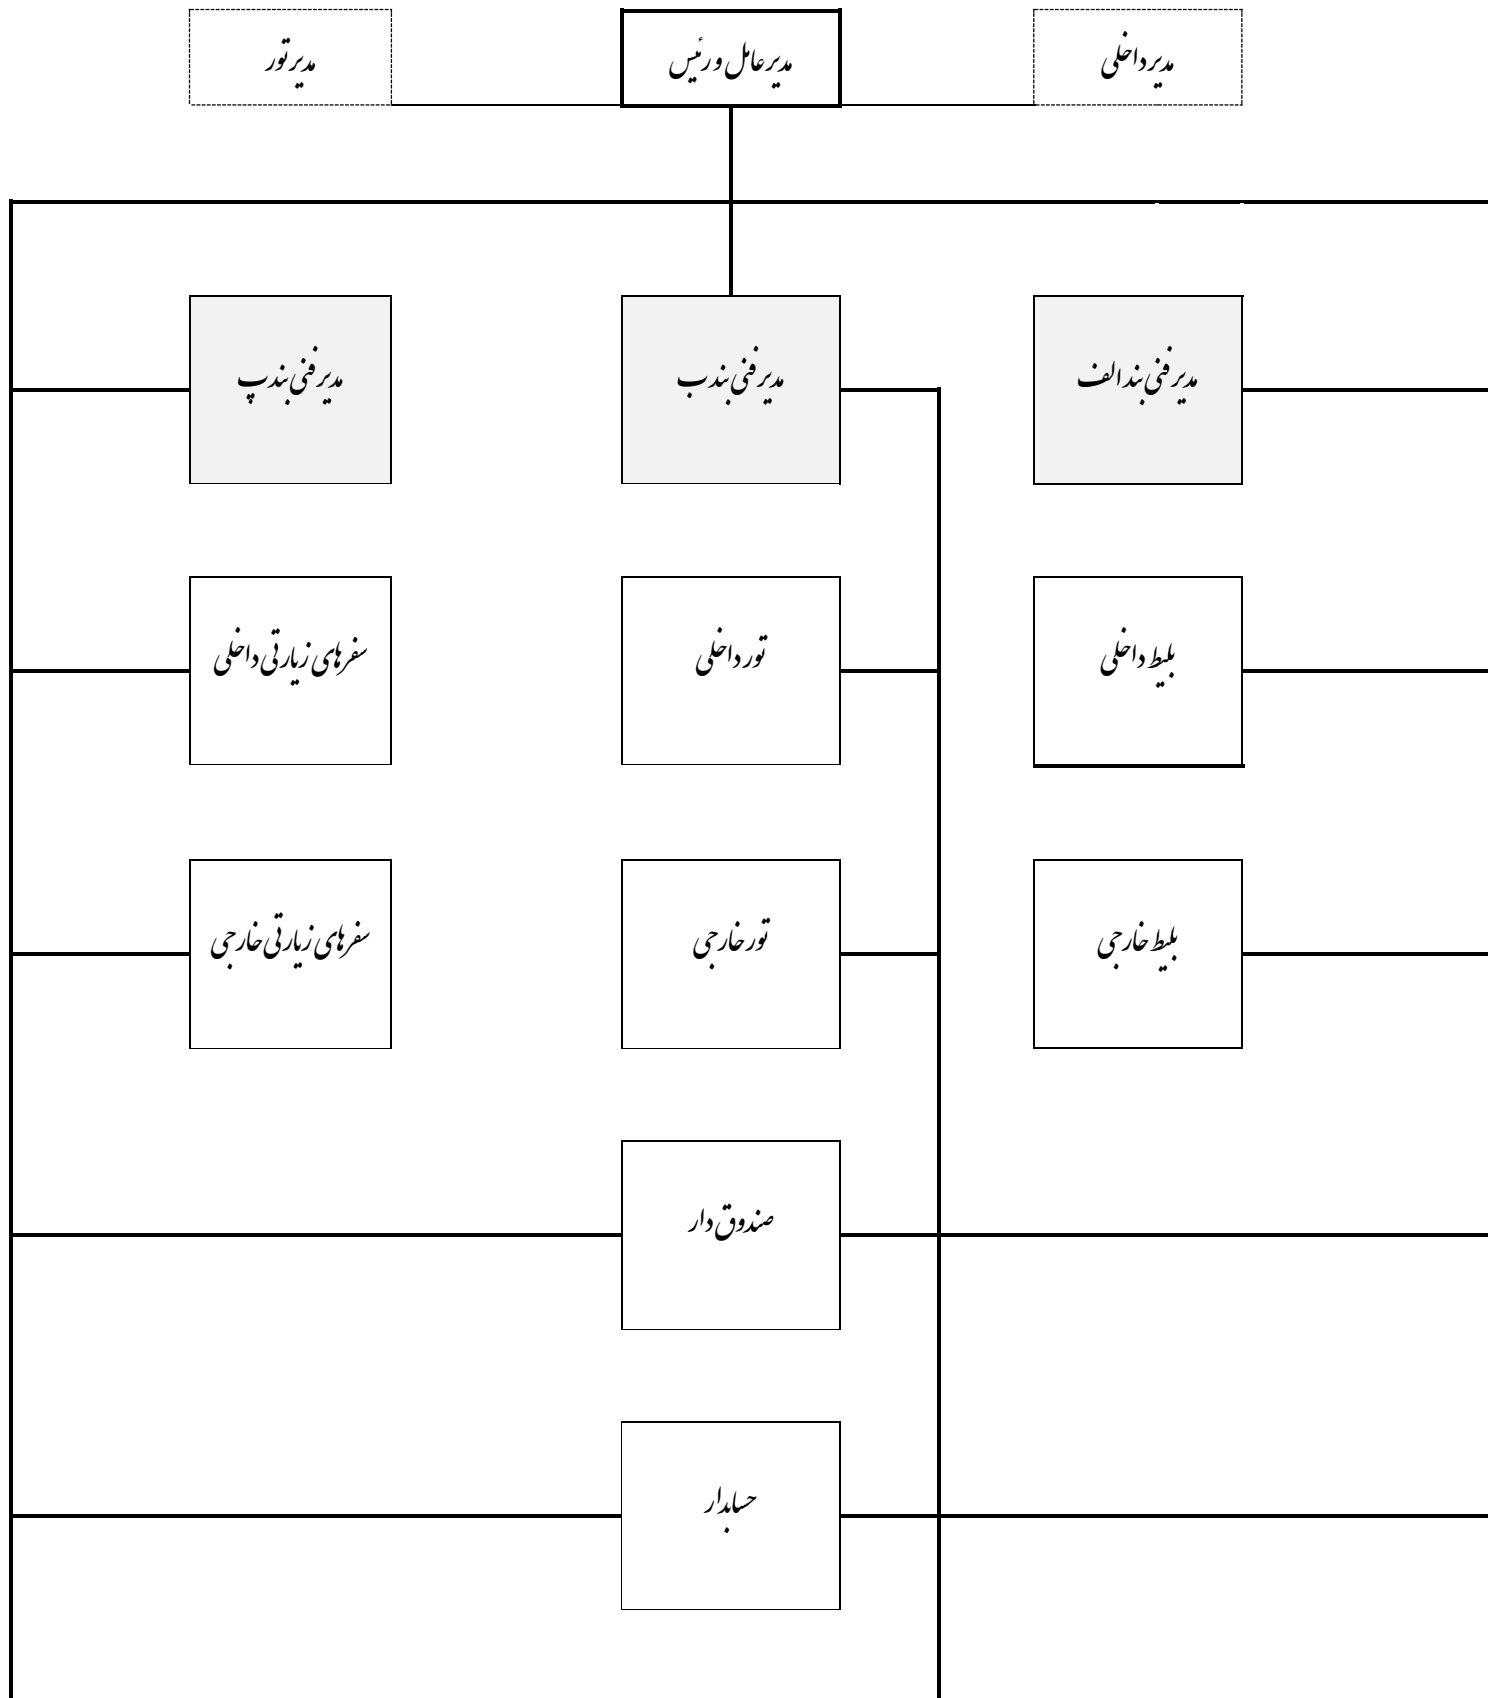 مدیر داخلی
مدیرعامل و رئیس
مدیر تور
مدیر فنی بند الف
مدیر فنی بند ب
مدیر فنی بند پ
بلیط داخلی
تور داخلی
سفرهای زیارتی داخلی
بلیط خارجی
تور خارجی
سفرهای زیارتی خارجی
صندوق دار
حسابدار